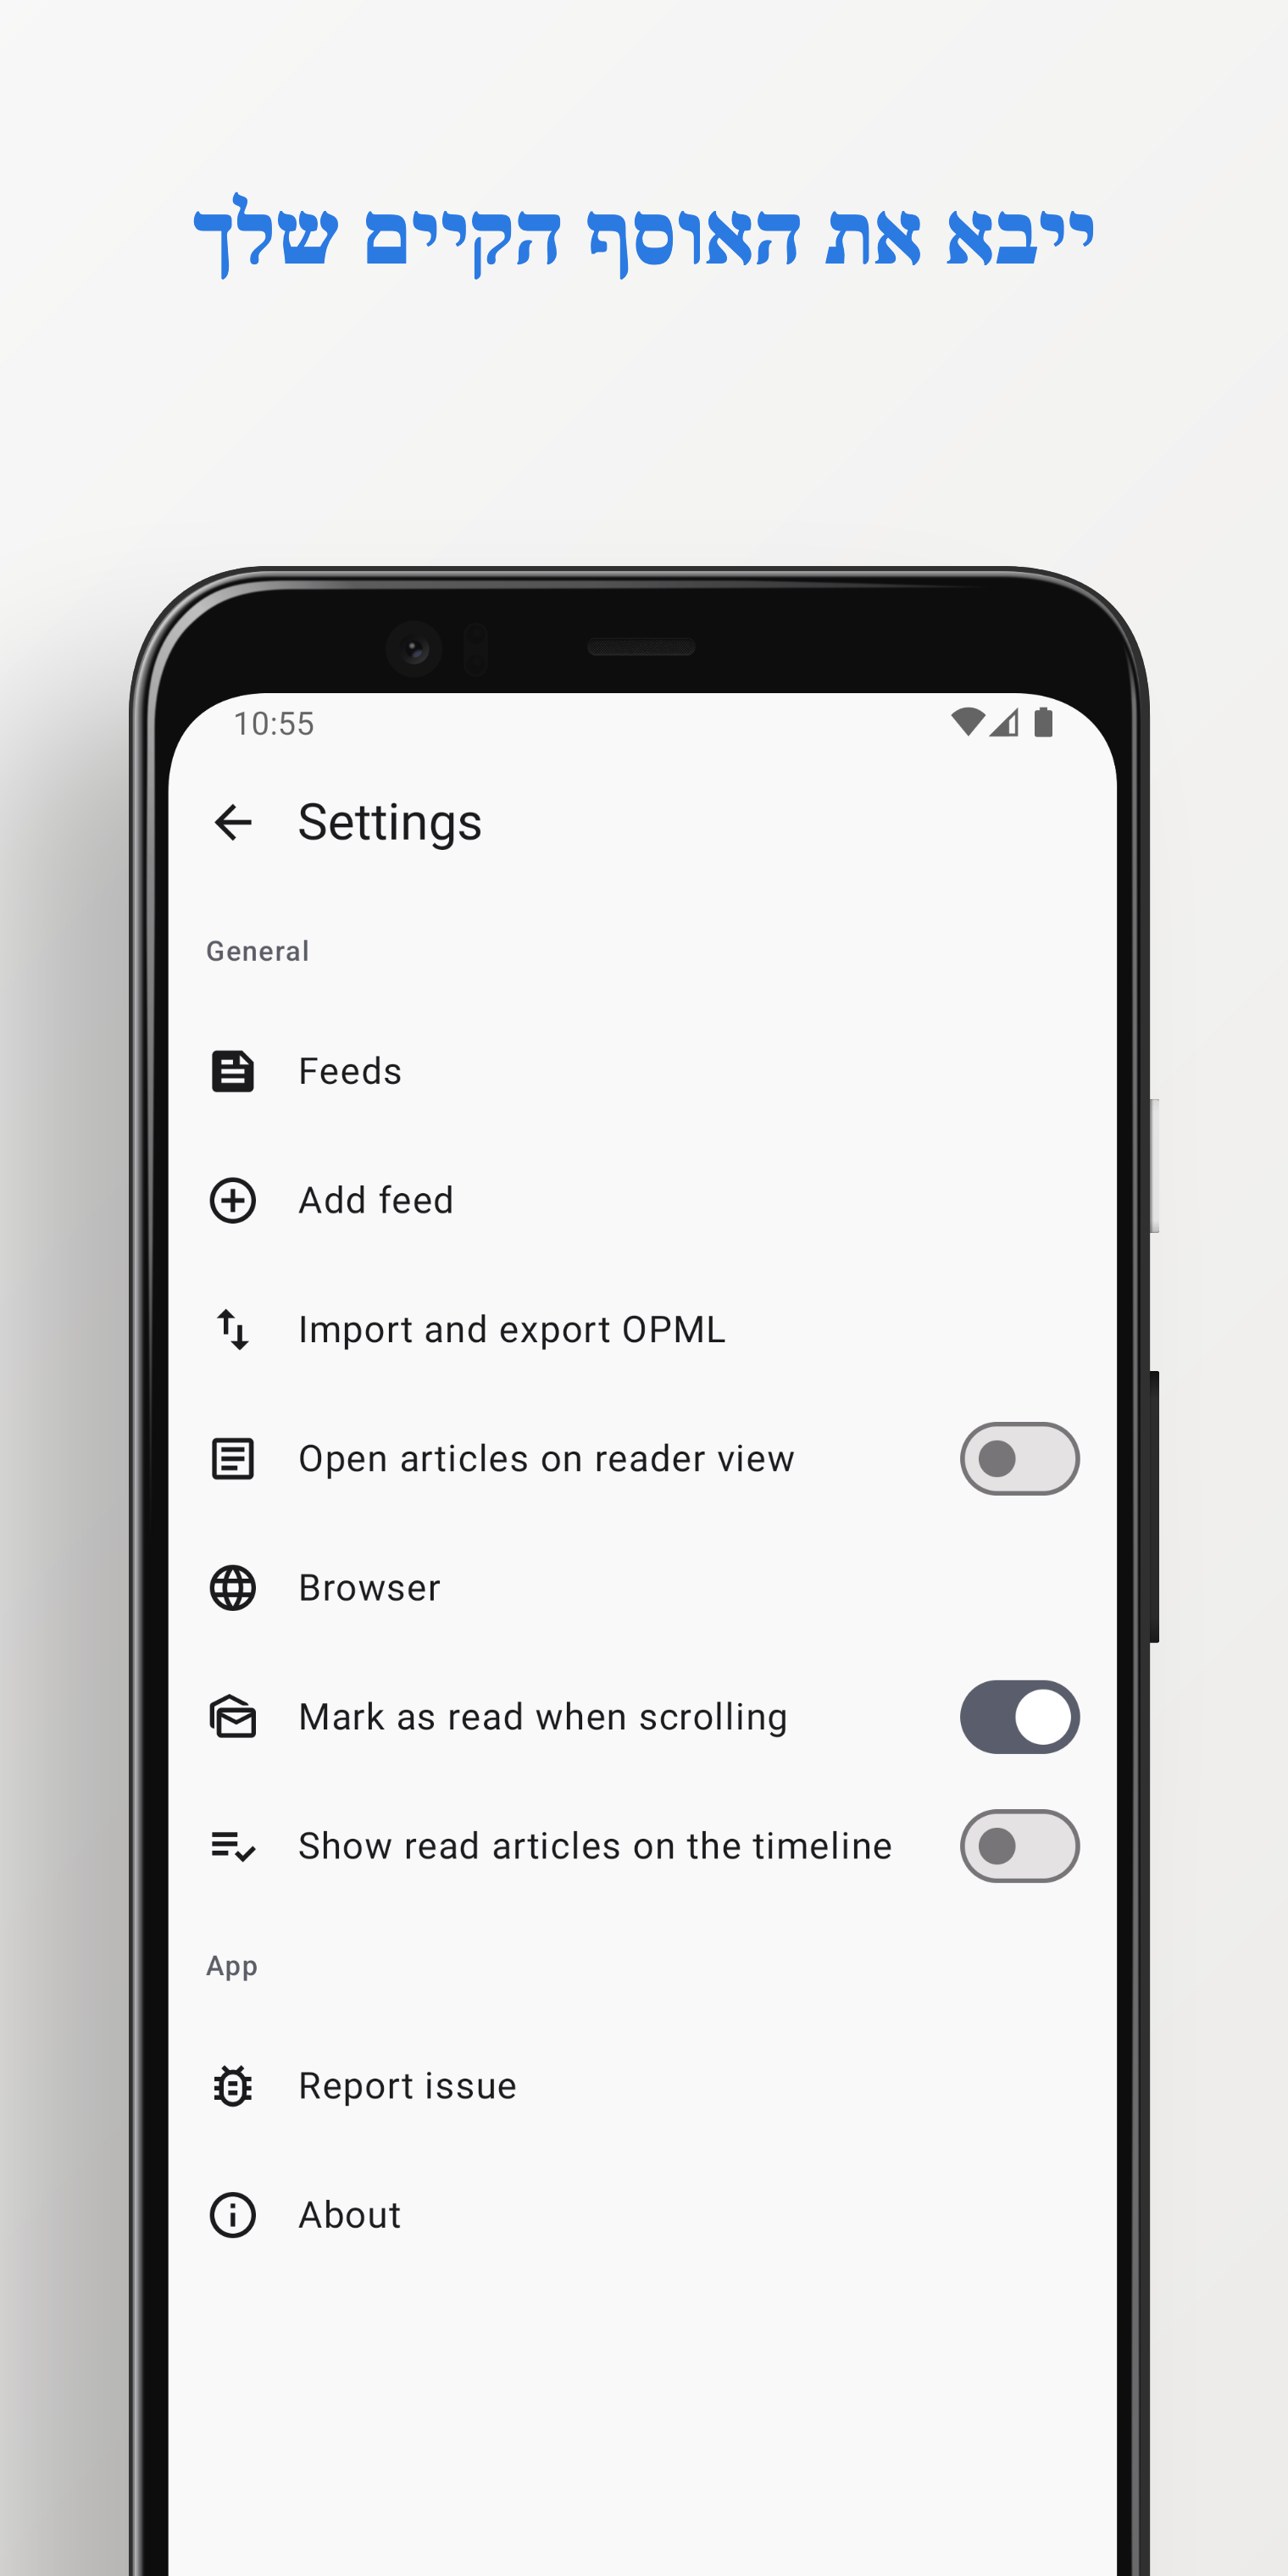 ייבא את האוסף הקיים שלך
10:55
Settings
General
Feeds
Add feed
Import and export OPML
Open articles on reader view
Browser
Mark as read when scrolling
Show read articles on the timeline
App
Report issue
About